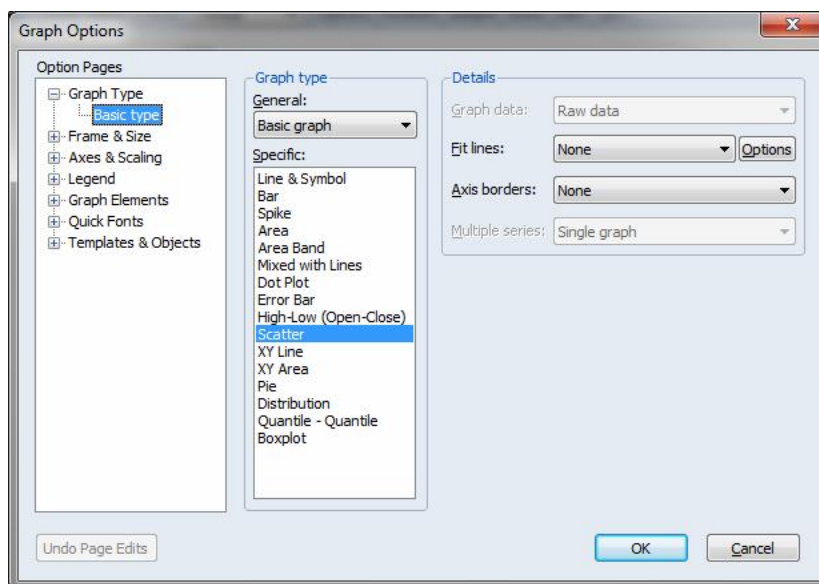 Graph Options
Option Pages
Graph Type
Basic type
Frame & Size
Axes & Scaling
Legend
Graph Elements
Quick Fonts
Templates & Objects
Graph type
General:
Basic graph
Specific:
Line & Symbol
Bar
Spike
Area
Area Band
Mixed with Lines
Dot Plot
Error Bar
High-Low (Open-Close)
Scatter
XY Line
XY Area
Pie
Distribution
Quantile - Quantile
Boxplot
Details
Graph data: Raw data
Fit lines: None Options
Axis borders: None
Multiple series: Single graph
Undo Page Edits
OK Cancel